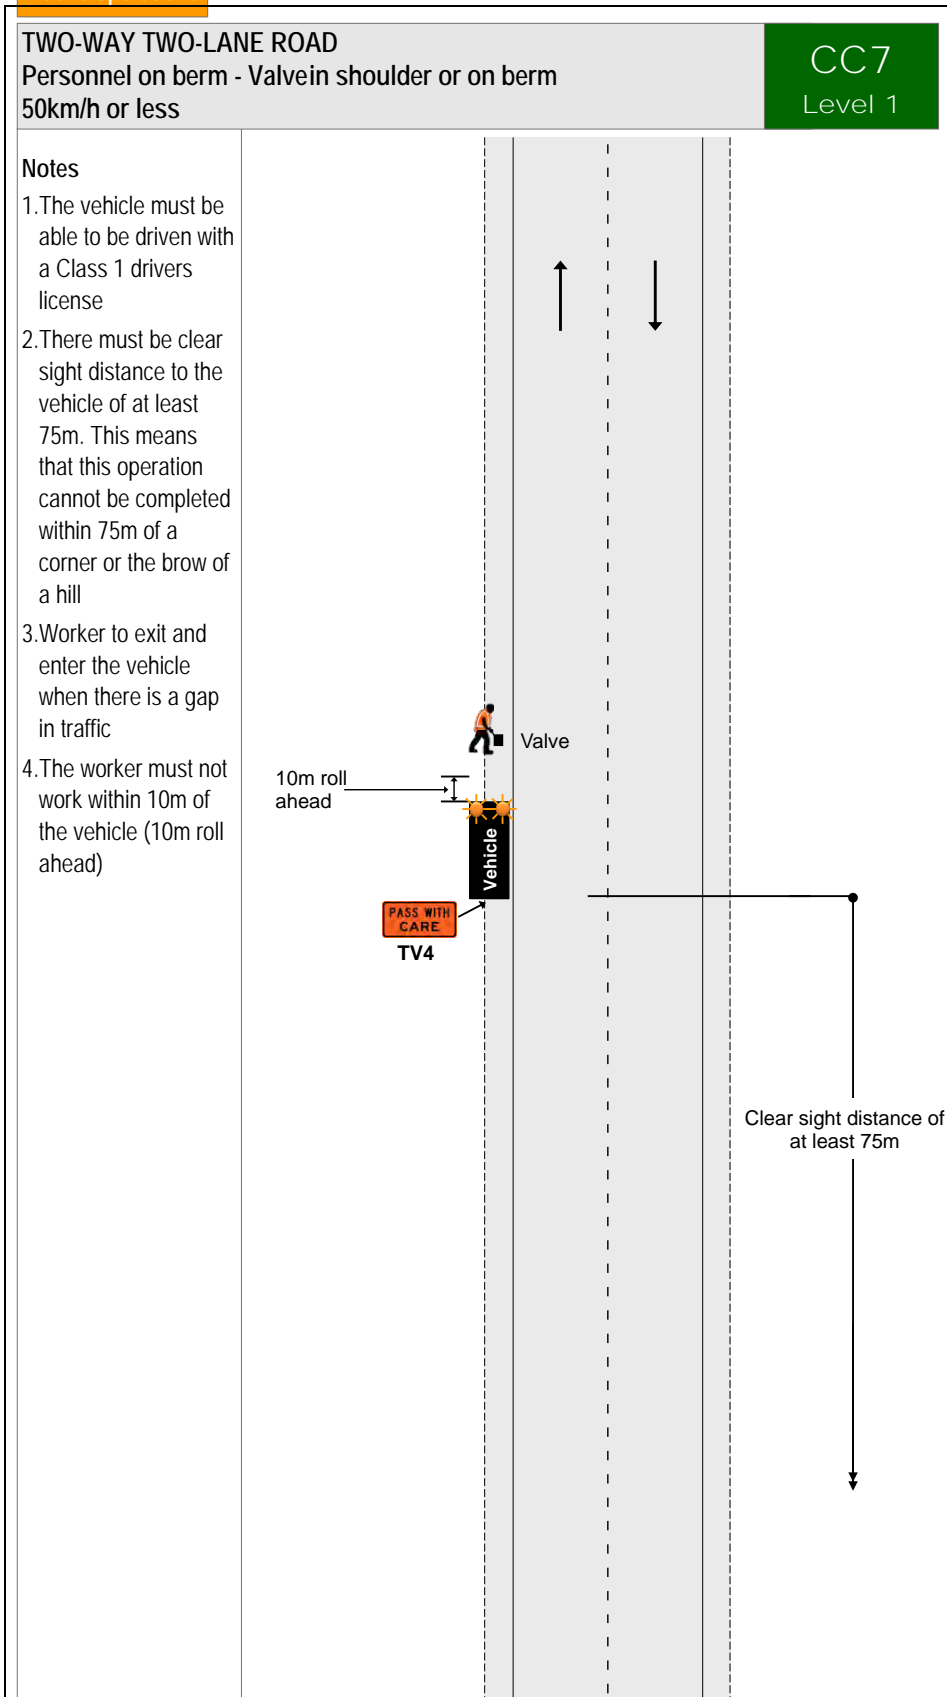 TWO-WAY TWO-LANE ROAD
Personnel on berm - Valvein shoulder or on berm
50km/h or less
CC7
Level 1
Notes
1.The vehicle must be
able to be driven with
a Class 1 drivers
license
2.There must be clear
sight distance to the
vehicle of at least
75m. This means
that this operation
cannot be completed
within 75m of a
corner or the brow of
a hill
3.Worker to exit and
enter the vehicle
when there is a gap
in traffic
4.The worker must not
work within 10m of
the vehicle (10m roll
ahead)
Valve
10m roll
ahead
Vehicle
PASS WITH
CARE
TV4
Clear sight distance of
at least 75m